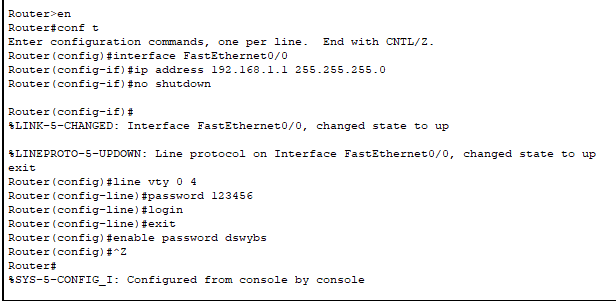 Router>en
Router#conf t
Enter configuration commands, one per line.  End with CNTL/Z.
Router(config)#interface FastEthernet0/0
Router(config-if)#ip address 192.168.1.1 255.255.255.0
Router(config-if)#no shutdown

Router(config-if)#
%LINK-5-CHANGED: Interface FastEthernet0/0, changed state to up

%LINEPROTO-5-UPDOWN: Line protocol on Interface FastEthernet0/0, changed state to up
exit
Router(config)#line vty 0 4
Router(config-line)#password 123456
Router(config-line)#login
Router(config-line)#exit
Router(config)#enable password dswybs
Router(config)#^Z
Router#
%SYS-5-CONFIG_I: Configured from console by console